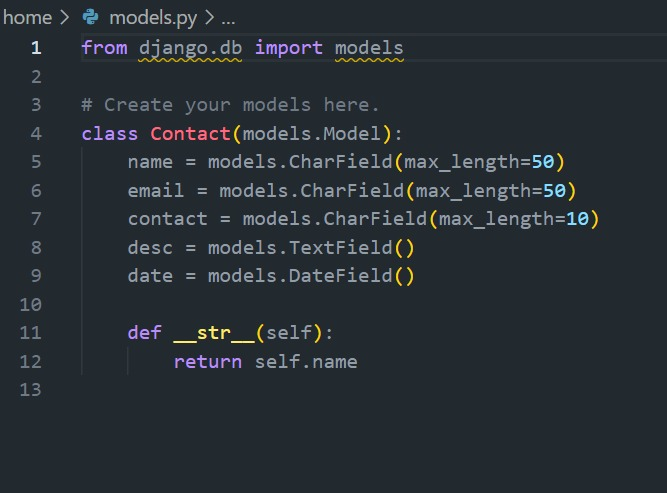 home > models.py > ...
1 from django.db import models
2
3 # Create your models here.
4 class Contact(models.Model):
5     name = models.CharField(max_length=50)
6     email = models.CharField(max_length=50)
7     contact = models.CharField(max_length=10)
8     desc = models.TextField()
9     date = models.DateField()
10
11     def __str__(self):
12         return self.name
13